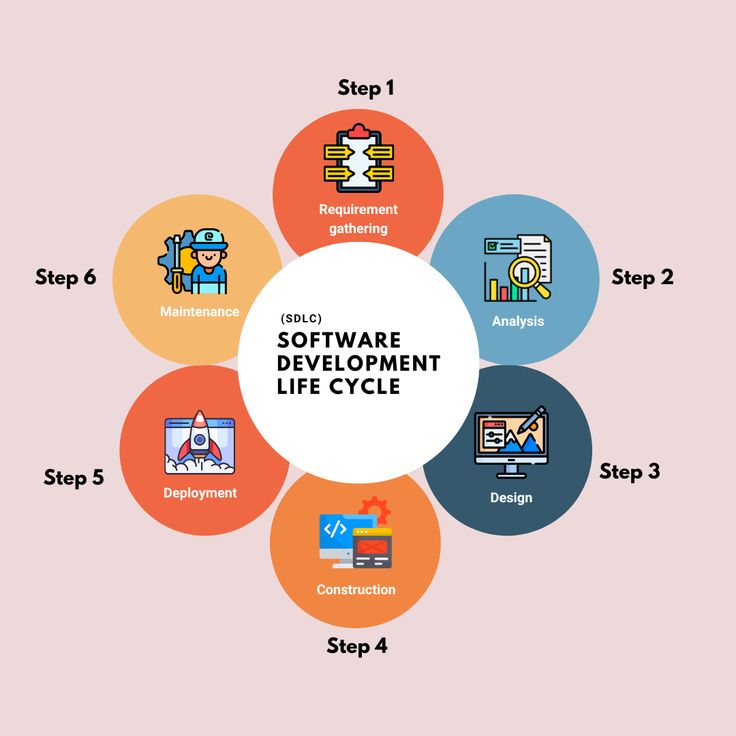 Step 1
Requirement
gathering
Step 2
Analysis
Step 3
Design
Step 4
Construction
Step 5
Deployment
Step 6
Maintenance
(SDLC)
SOFTWARE
DEVELOPMENT
LIFE CYCLE